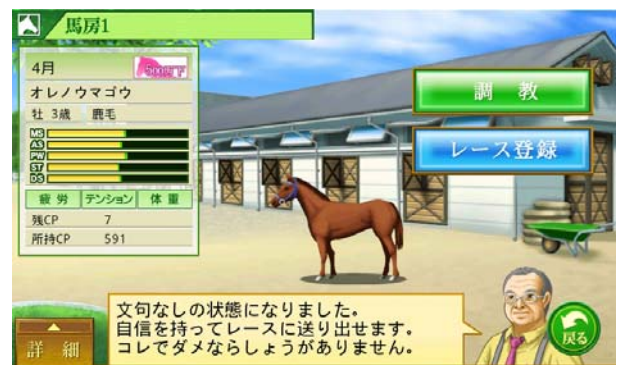 馬房1
4月
500万下
オレノウマゴウ
牡 3歳 鹿毛
MS
AS
PW
ST
DS
疲労 テンション 体重
残CP 7
所持CP 591
調教
レース登録
文句なしの状態になりました。
自信を持ってレースに送り出せます。
コレでダメならしょうがありません。
詳細
戻る